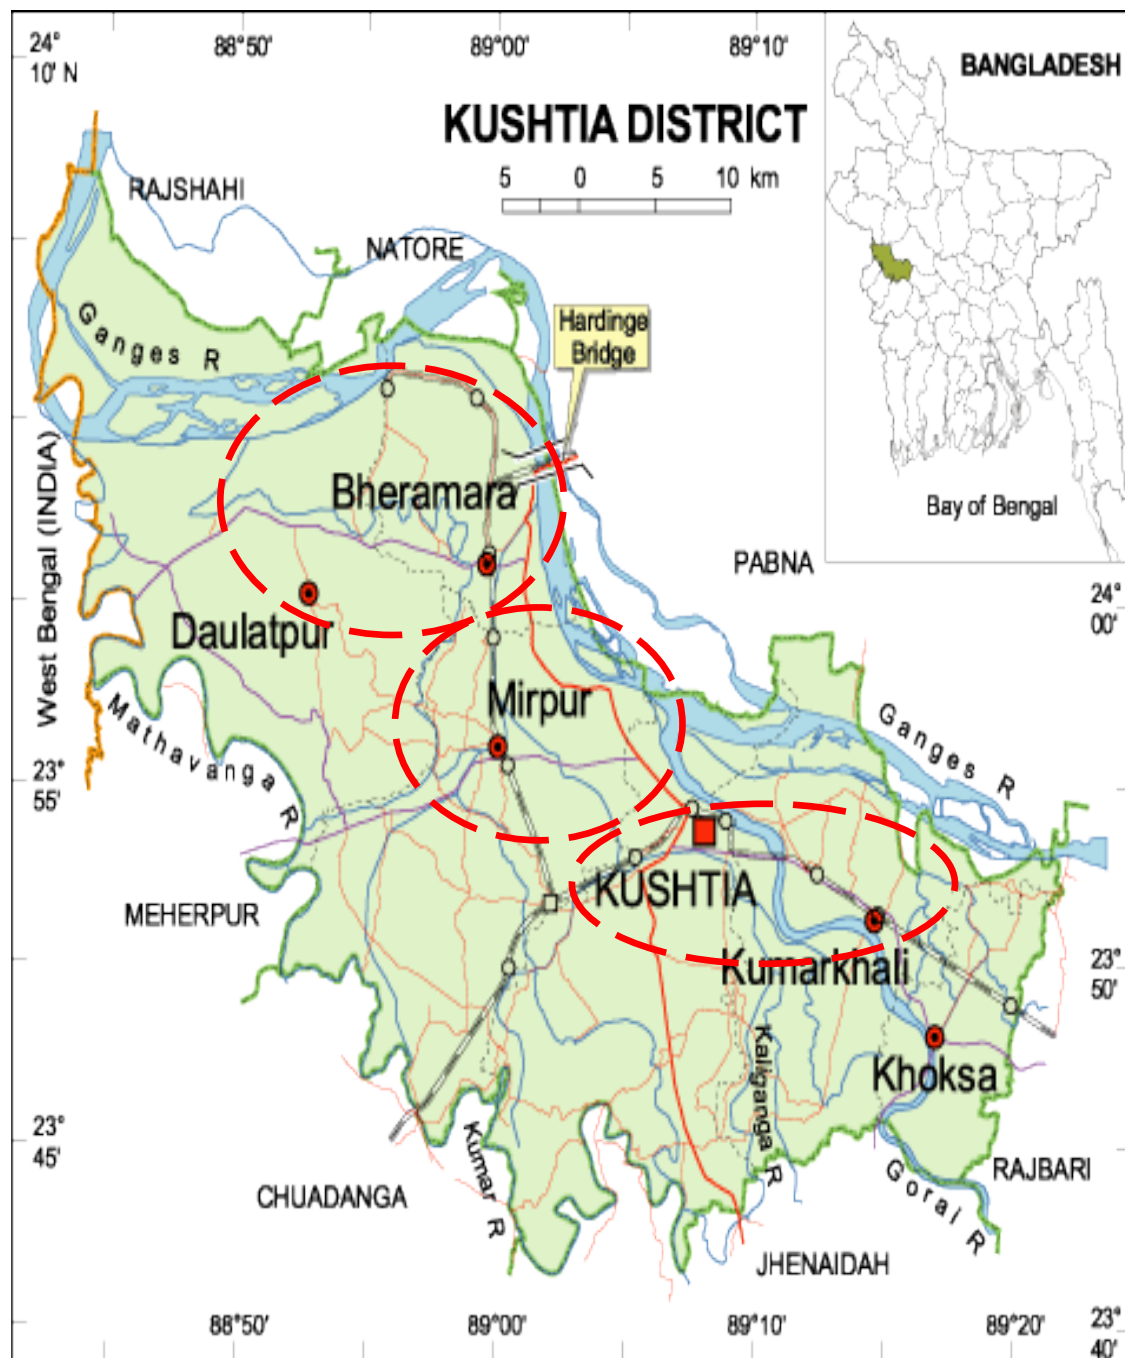 88°50'
89°00'
89°10'
24°
10' N
BANGLADESH
KUSHTIA DISTRICT
5 0 5 10 km
RAJSHAHI
NATORE
Ganges R
Hardinge
Bridge
Bheramara
Bay of Bengal
West Bengal (INDIA)
PABNA
24°
00'
Daulatpur
Mirpur
Mathavanga R
Ganges R
23°
55'
KUSHTIA
MEHERPUR
Kumarkhali
23°
50'
Kaliganga R
Khoksa
23°
45'
Kumar R
RAJBARI
CHUADANGA
Gorai R
JHENAIDAH
88°50'
89°00'
89°10'
89°20'
23°
40'